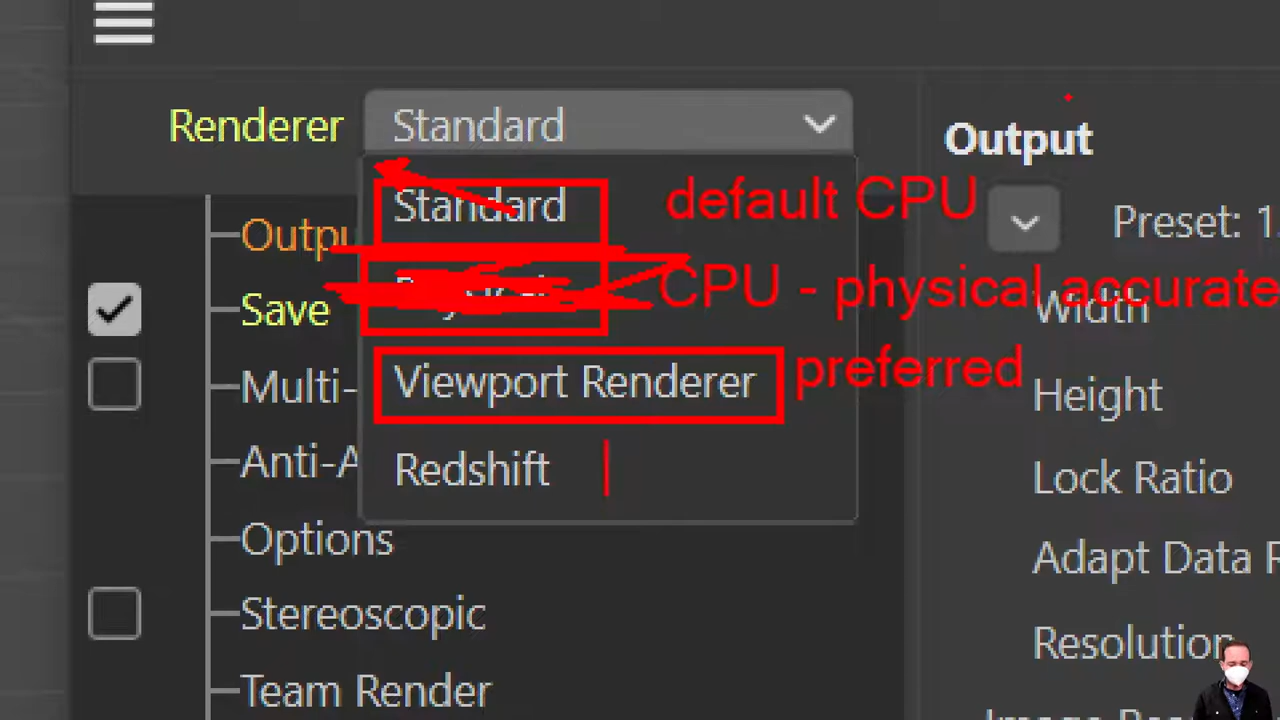 Renderer
Standard
Output
Standard
default CPU
Outpu
Preset: 1.
CPU - physical accurate
Save
Width
Viewport Renderer
preferred
Multi-
Height
Anti-A
Redshift
Lock Ratio
Options
Adapt Data R
Stereoscopic
Resolution
Team Render